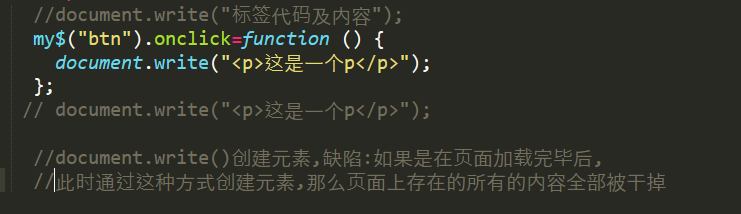 //document.write("标签代码及内容");
my$("btn").onclick=function () {
document.write("<p>这是一个p</p>");
};
// document.write("<p>这是一个p</p>");
//document.write()创建元素,缺陷:如果是在页面加载完毕后,
//此时通过这种方式创建元素,那么页面上存在的所有的内容全部被干掉